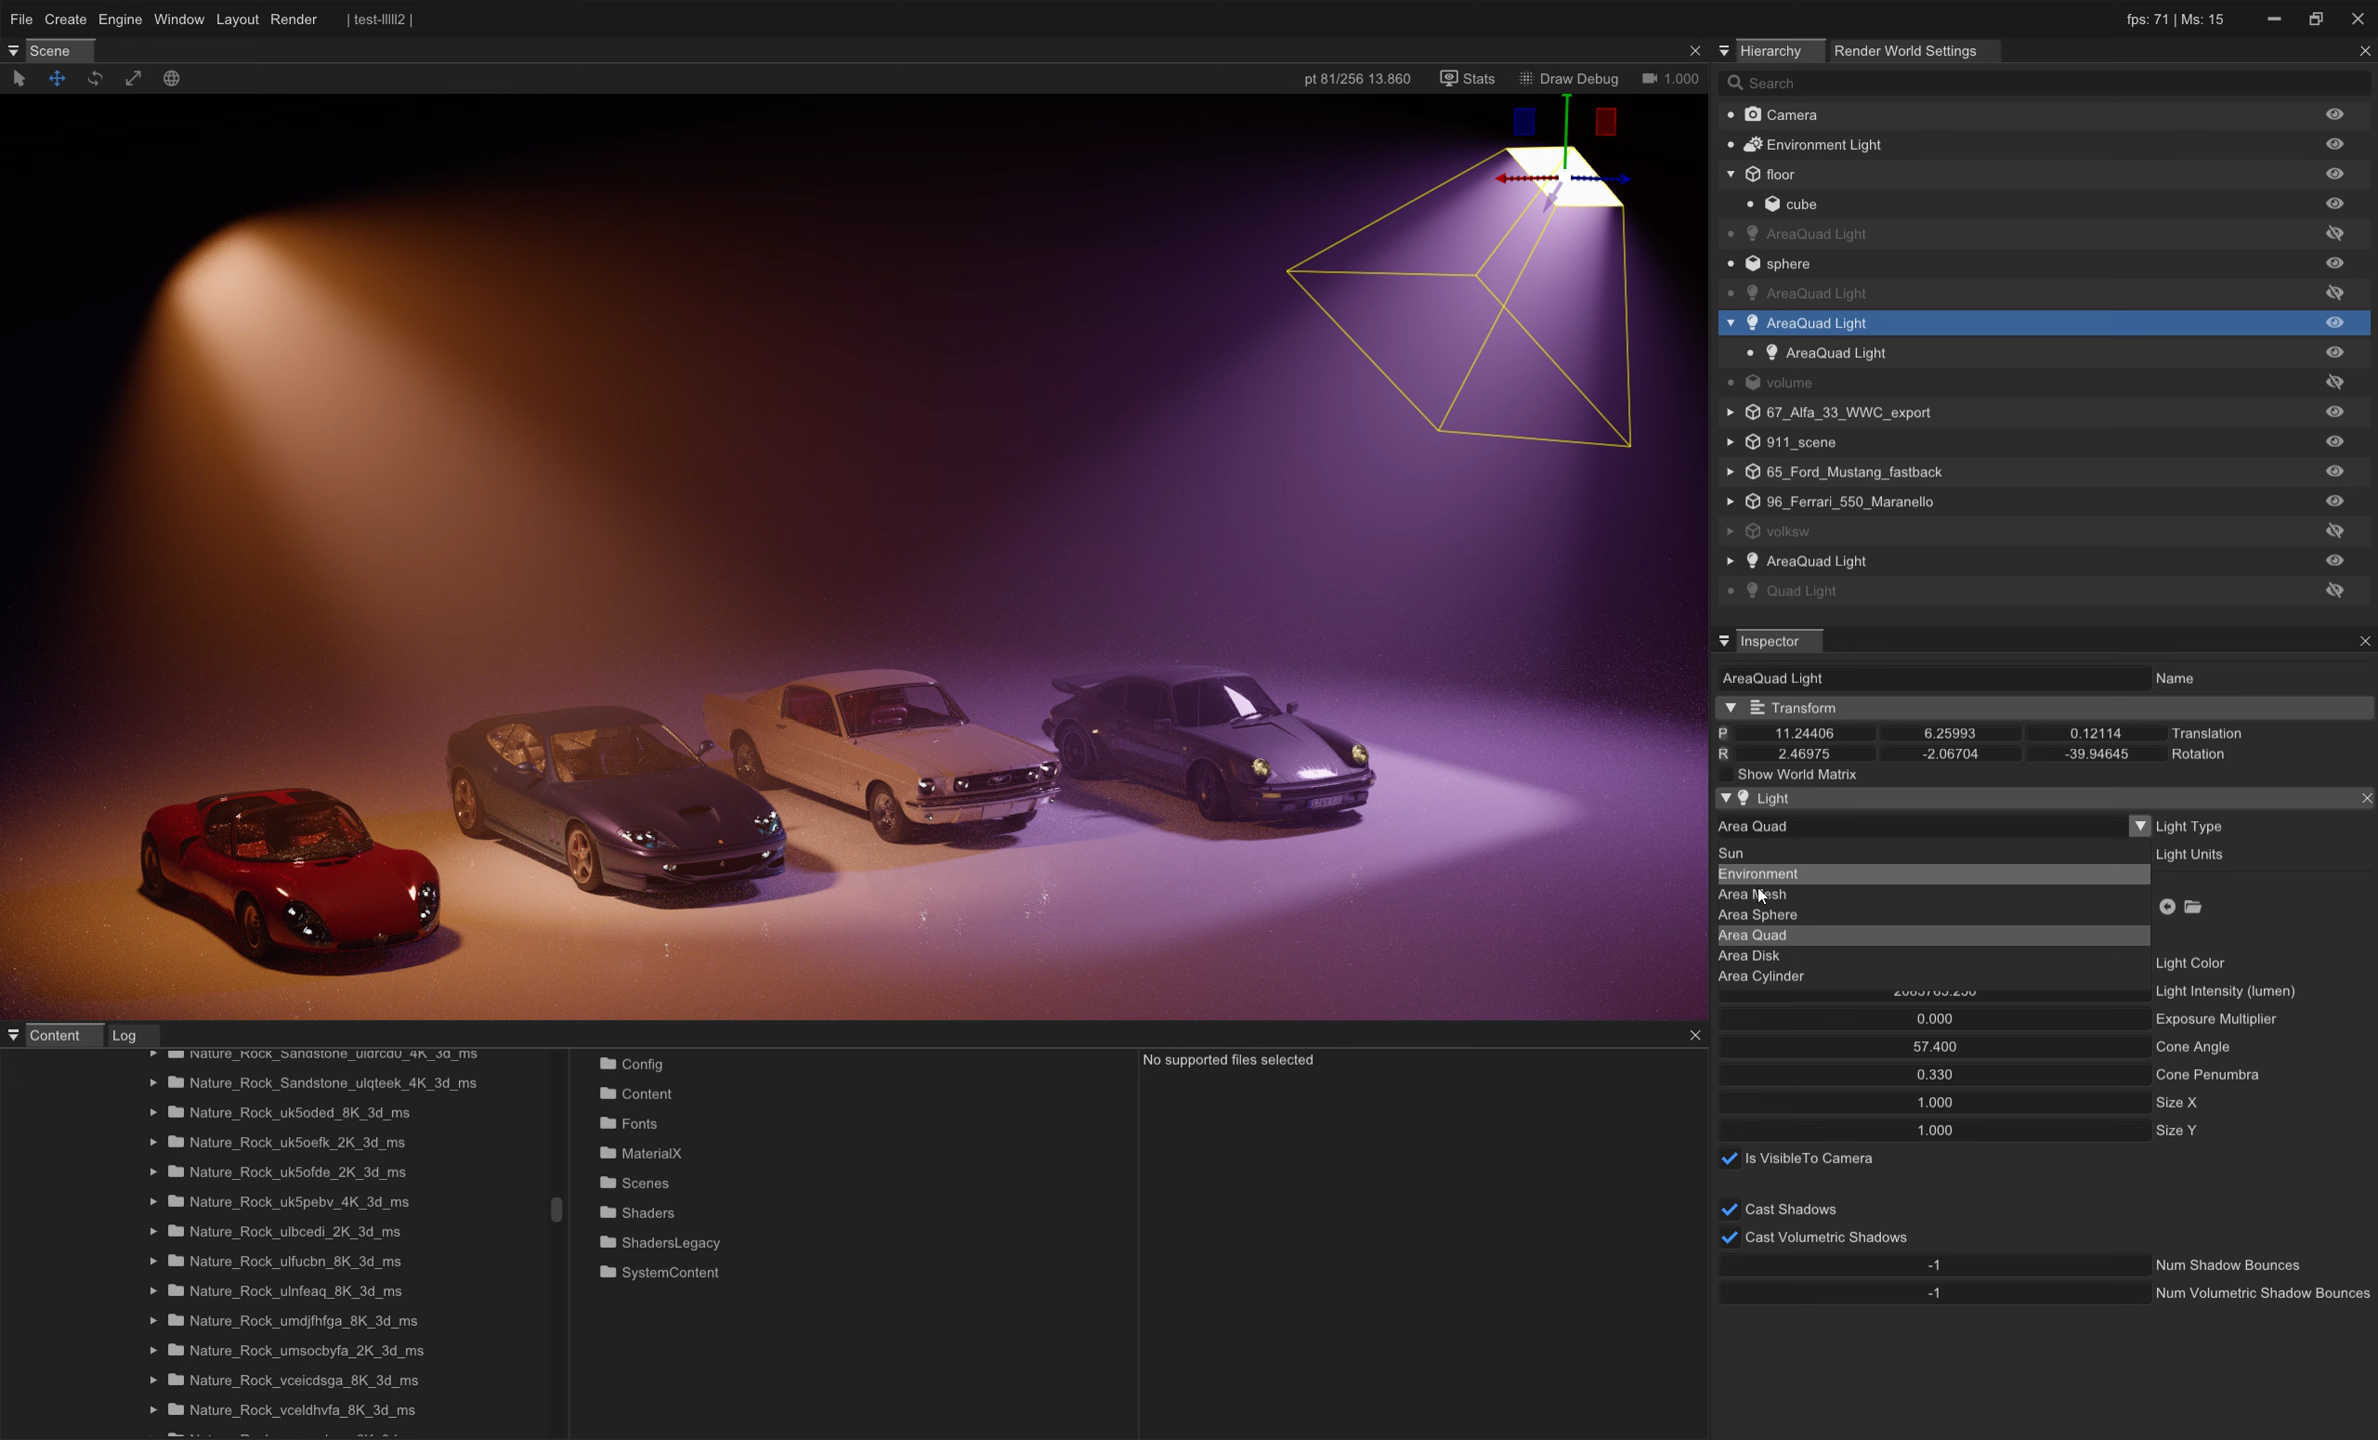 File Create Engine Window Layout Render | test-lllll2 | fps: 71 | Ms: 15
Scene
pt 81/256 13.860 Stats Draw Debug 1.000
Hierarchy Render World Settings
Search
Camera
Environment Light
floor
cube
AreaQuad Light
sphere
AreaQuad Light
AreaQuad Light
AreaQuad Light
volume
67_Alfa_33_WWC_export
911_scene
65_Ford_Mustang_fastback
96_Ferrari_550_Maranello
volksw
AreaQuad Light
Quad Light
Inspector
AreaQuad Light Name
Transform
P 11.24406 6.25993 0.12114 Translation
R 2.46975 -2.06704 -39.94645 Rotation
Show World Matrix
Light
Area Quad Light Type
Sun
Light Units
Environment
Area Mesh
Area Sphere
Area Quad
Area Disk
Light Color
Area Cylinder
Light Intensity (lumen)
0.000 Exposure Multiplier
57.400 Cone Angle
0.330 Cone Penumbra
1.000 Size X
1.000 Size Y
Is VisibleTo Camera
Cast Shadows
Cast Volumetric Shadows
-1 Num Shadow Bounces
-1 Num Volumetric Shadow Bounces
Content Log
Nature_Rock_Sandstone_ulqteek_4K_3d_ms
Nature_Rock_uk5oded_8K_3d_ms
Nature_Rock_uk5oefk_2K_3d_ms
Nature_Rock_uk5ofde_2K_3d_ms
Nature_Rock_uk5pebv_4K_3d_ms
Nature_Rock_ulbcedi_2K_3d_ms
Nature_Rock_ulfucbn_8K_3d_ms
Nature_Rock_ulnfeaq_8K_3d_ms
Nature_Rock_umdjfhfga_8K_3d_ms
Nature_Rock_umsocbyfa_2K_3d_ms
Nature_Rock_vceicdsga_8K_3d_ms
Nature_Rock_vceldhvfa_8K_3d_ms
Config
Content
Fonts
MaterialX
Scenes
Shaders
ShadersLegacy
SystemContent
No supported files selected